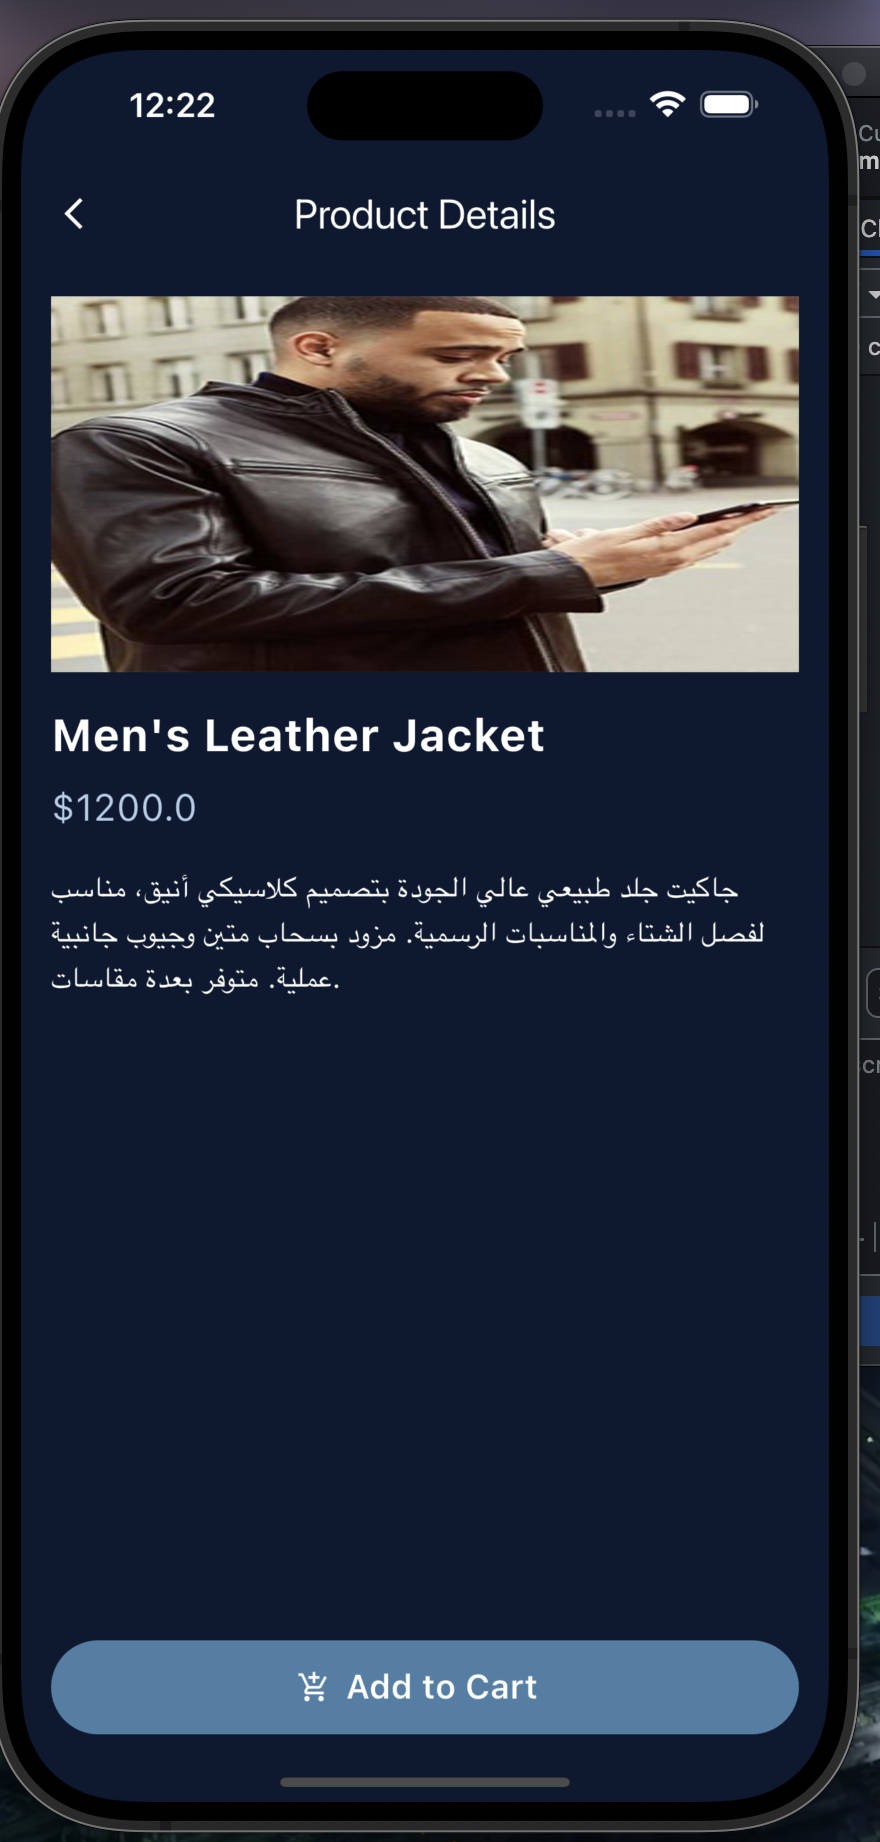 12:22
Product Details
Men's Leather Jacket
$1200.0
جاكيت جلد طبيعي عالي الجودة بتصميم كلاسيكي أنيق، مناسب
لفصل الشتاء والمناسبات الرسمية. مزود بسحاب متين وجيوب جانبية
عملية. متوفر بعدة مقاسات.
Add to Cart